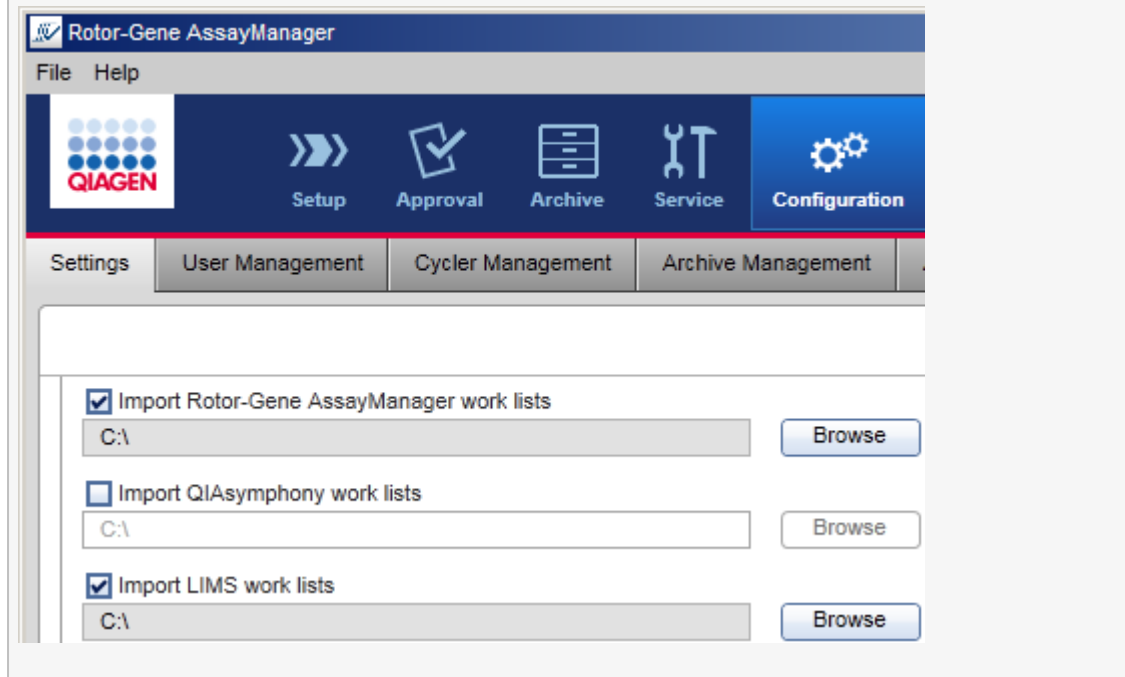 Rotor-Gene AssayManager
File Help
QIAGEN
Setup Approval Archive Service Configuration
Settings User Management Cycler Management Archive Management
Import Rotor-Gene AssayManager work lists
C:\ Browse
Import QIAsymphony work lists
C:\ Browse
Import LIMS work lists
C:\ Browse